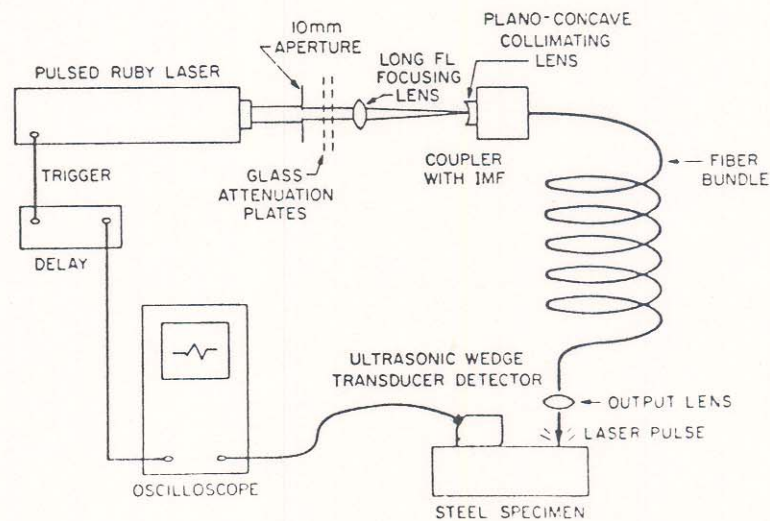 10mm
APERTURE
PLANO-CONCAVE
COLLIMATING
LENS
PULSED RUBY LASER
LONG FL
FOCUSING
LENS
TRIGGER
GLASS
ATTENUATION
PLATES
COUPLER
WITH IMF
FIBER
BUNDLE
DELAY
ULTRASONIC WEDGE
TRANSDUCER DETECTOR
OUTPUT LENS
LASER PULSE
OSCILLOSCOPE
STEEL SPECIMEN